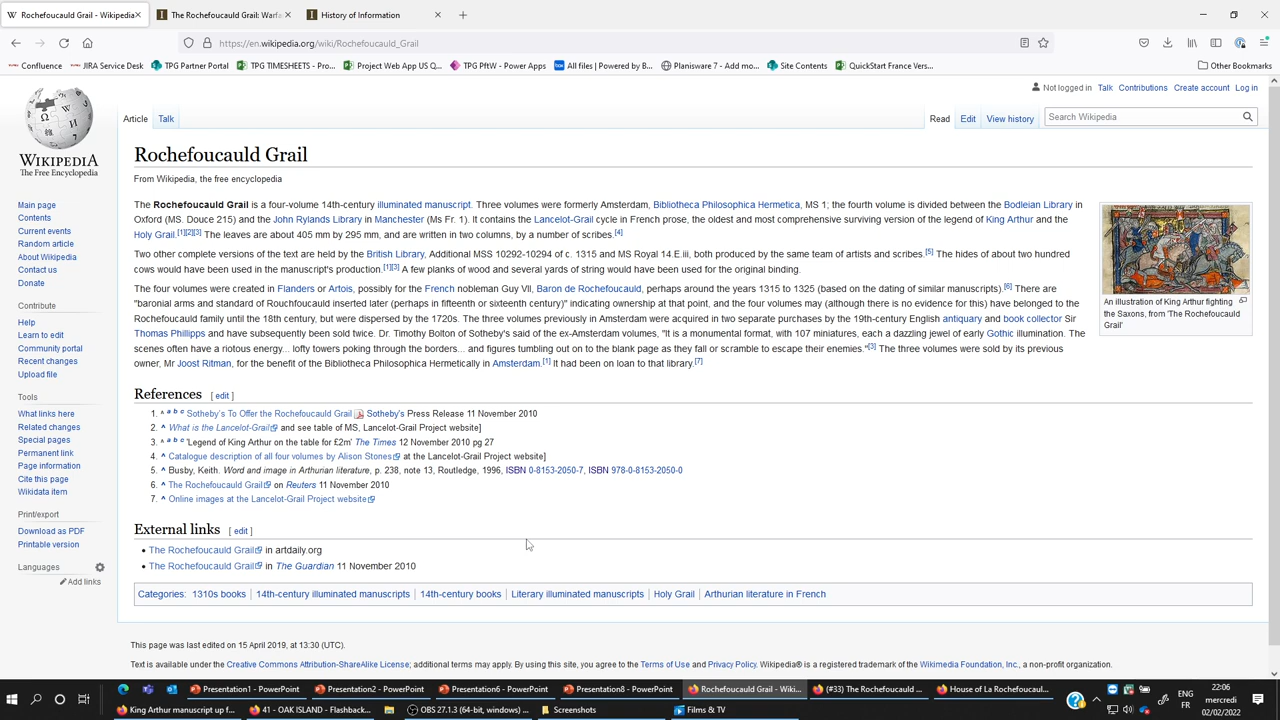 Rochefoucauld Grail - Wikipedia
The Rochefoucauld Grail: Warfa
History of Information
https://en.wikipedia.org/wiki/Rochefoucauld_Grail
Confluence
JIRA Service Desk
TPG Partner Portal
TPG TIMESHEETS - Pro...
Project Web App US Q...
TPG PftW - Power Apps
All files | Powered by B...
Planisware 7 - Add mo...
Site Contents
QuickStart France Vers...
Other Bookmarks
Not logged in Talk Contributions Create account Log in
Article Talk Read Edit View history Search Wikipedia
WIKIPEDIA
The Free Encyclopedia
Main page
Contents
Current events
Random article
About Wikipedia
Contact us
Donate
Contribute
Help
Learn to edit
Community portal
Recent changes
Upload file
Tools
What links here
Related changes
Special pages
Permanent link
Page information
Cite this page
Wikidata item
Print/export
Download as PDF
Printable version
Languages
Add links
Rochefoucauld Grail
From Wikipedia, the free encyclopedia
The Rochefoucauld Grail is a four-volume 14th-century illuminated manuscript. Three volumes were formerly Amsterdam, Bibliotheca Philosophica Hermetica, MS 1; the fourth volume is divided between the Bodleian Library in
Oxford (MS. Douce 215) and the John Rylands Library in Manchester (Ms Fr. 1). It contains the Lancelot-Grail cycle in French prose, the oldest and most comprehensive surviving version of the legend of King Arthur and the
Holy Grail.[1][2][3] The leaves are about 405 mm by 295 mm, and are written in two columns, by a number of scribes.[4]
Two other complete versions of the text are held by the British Library, Additional MSS 10292-10294 of c. 1315 and MS Royal 14.E.iii, both produced by the same team of artists and scribes.[5] The hides of about two hundred
cows would have been used in the manuscript's production.[1][3] A few planks of wood and several yards of string would have been used for the original binding.
The four volumes were created in Flanders or Artois, possibly for the French nobleman Guy VII, Baron de Rochefoucauld, perhaps around the years 1315 to 1325 (based on the dating of similar manuscripts).[6] There are
"baronial arms and standard of Rouchfoucauld inserted later (perhaps in fifteenth or sixteenth century)" indicating ownership at that point, and the four volumes may (although there is no evidence for this) have belonged to the
Rochefoucauld family until the 18th century, but were dispersed by the 1720s. The three volumes previously in Amsterdam were acquired in two separate purchases by the 19th-century English antiquary and book collector Sir
Thomas Phillipps and have subsequently been sold twice. Dr. Timothy Bolton of Sotheby's said of the ex-Amsterdam volumes, "It is a monumental format, with 107 miniatures, each a dazzling jewel of early Gothic illumination. The
scenes often have a riotous energy... lofty towers poking through the borders... and figures tumbling out on to the blank page as they fall or scramble to escape their enemies."[3] The three volumes were sold by its previous
owner, Mr Joost Ritman, for the benefit of the Bibliotheca Philosophica Hermetically in Amsterdam.[1] It had been on loan to that library.[7]
An illustration of King Arthur fighting
the Saxons, from 'The Rochefoucauld
Grail'
References [ edit ]
1. ^ a b c Sotheby's To Offer the Rochefoucauld Grail Sotheby's Press Release 11 November 2010
2. ^ What is the Lancelot-Grail and see table of MS, Lancelot-Grail Project website]
3. ^ a b c 'Legend of King Arthur on the table for £2m' The Times 12 November 2010 pg 27
4. ^ Catalogue description of all four volumes by Alison Stones at the Lancelot-Grail Project website]
5. ^ Busby, Keith. Word and image in Arthurian literature, p. 238, note 13, Routledge, 1996, ISBN 0-8153-2050-7, ISBN 978-0-8153-2050-0
6. ^ The Rochefoucauld Grail on Reuters 11 November 2010
7. ^ Online images at the Lancelot-Grail Project website
External links [ edit ]
• The Rochefoucauld Grail in artdaily.org
• The Rochefoucauld Grail in The Guardian 11 November 2010
Categories: 1310s books | 14th-century illuminated manuscripts | 14th-century books | Literary illuminated manuscripts | Holy Grail | Arthurian literature in French
This page was last edited on 15 April 2019, at 13:30 (UTC).
Text is available under the Creative Commons Attribution-ShareAlike License; additional terms may apply. By using this site, you agree to the Terms of Use and Privacy Policy. Wikipedia® is a registered trademark of the Wikimedia Foundation, Inc., a non-profit organization.
Presentation1 - PowerPoint
Presentation2 - PowerPoint
Presentation6 - PowerPoint
Presentation8 - PowerPoint
Rochefoucauld Grail - Wiki...
(#33) The Rochefoucauld ...
House of La Rochefoucaul...
King Arthur manuscript up f...
41 - OAK ISLAND - Flashback...
OBS 27.1.3 (64-bit, windows) ...
Screenshots
Films & TV
ENG
FR
22:06
mercredi
02/02/2022